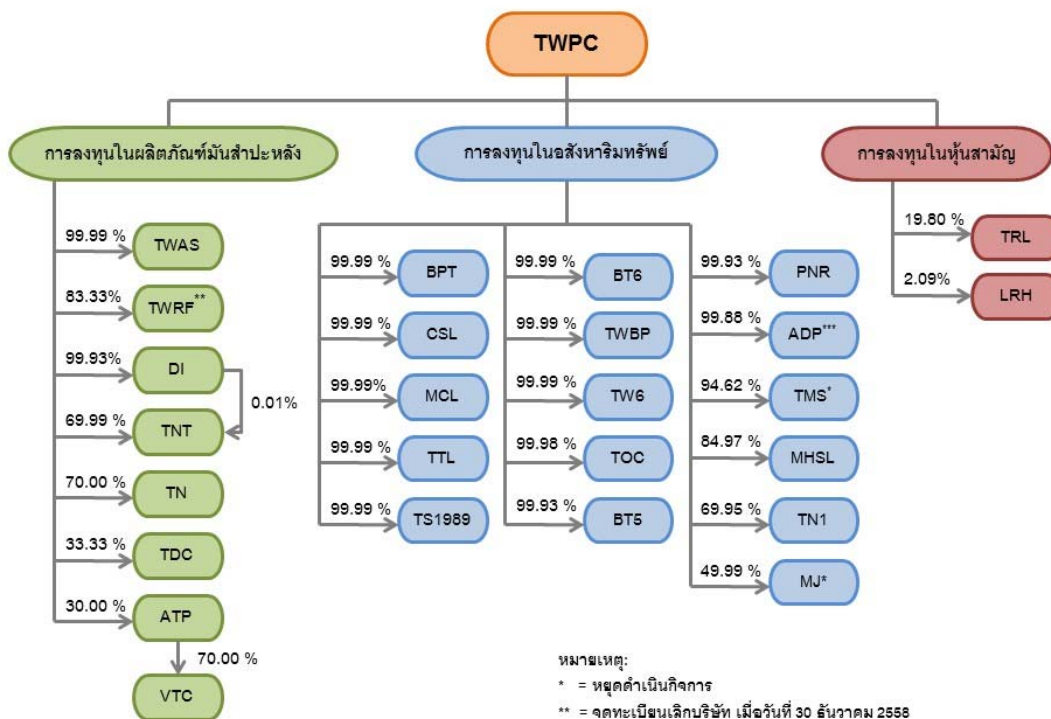 TWPC
การลงทุนในผลิตภัณฑ์มันสำปะหลัง
การลงทุนในอสังหาริมทรัพย์
การลงทุนในหุ้นสามัญ
99.99 %
TWAS
83.33%
TWRF**
99.93%
DI
0.01%
69.99 %
TNT
70.00 %
TN
33.33 %
TDC
30.00 %
ATP
70.00 %
VTC
99.99 %
BPT
99.99 %
CSL
99.99%
MCL
99.99 %
TTL
99.99 %
TS1989
99.99 %
BT6
99.99 %
TWBP
99.99 %
TW6
99.98 %
TOC
99.93 %
BT5
99.93 %
PNR
99.88 %
ADP***
94.62 %
TMS*
84.97 %
MHSL
69.95 %
TN1
49.99 %
MJ*
19.80 %
TRL
2.09%
LRH
หมายเหตุ:
* = หยุดดำเนินกิจการ
** = จดทะเบียนเลิกบริษัท เมื่อวันที่ 30 ธันวาคม 2558